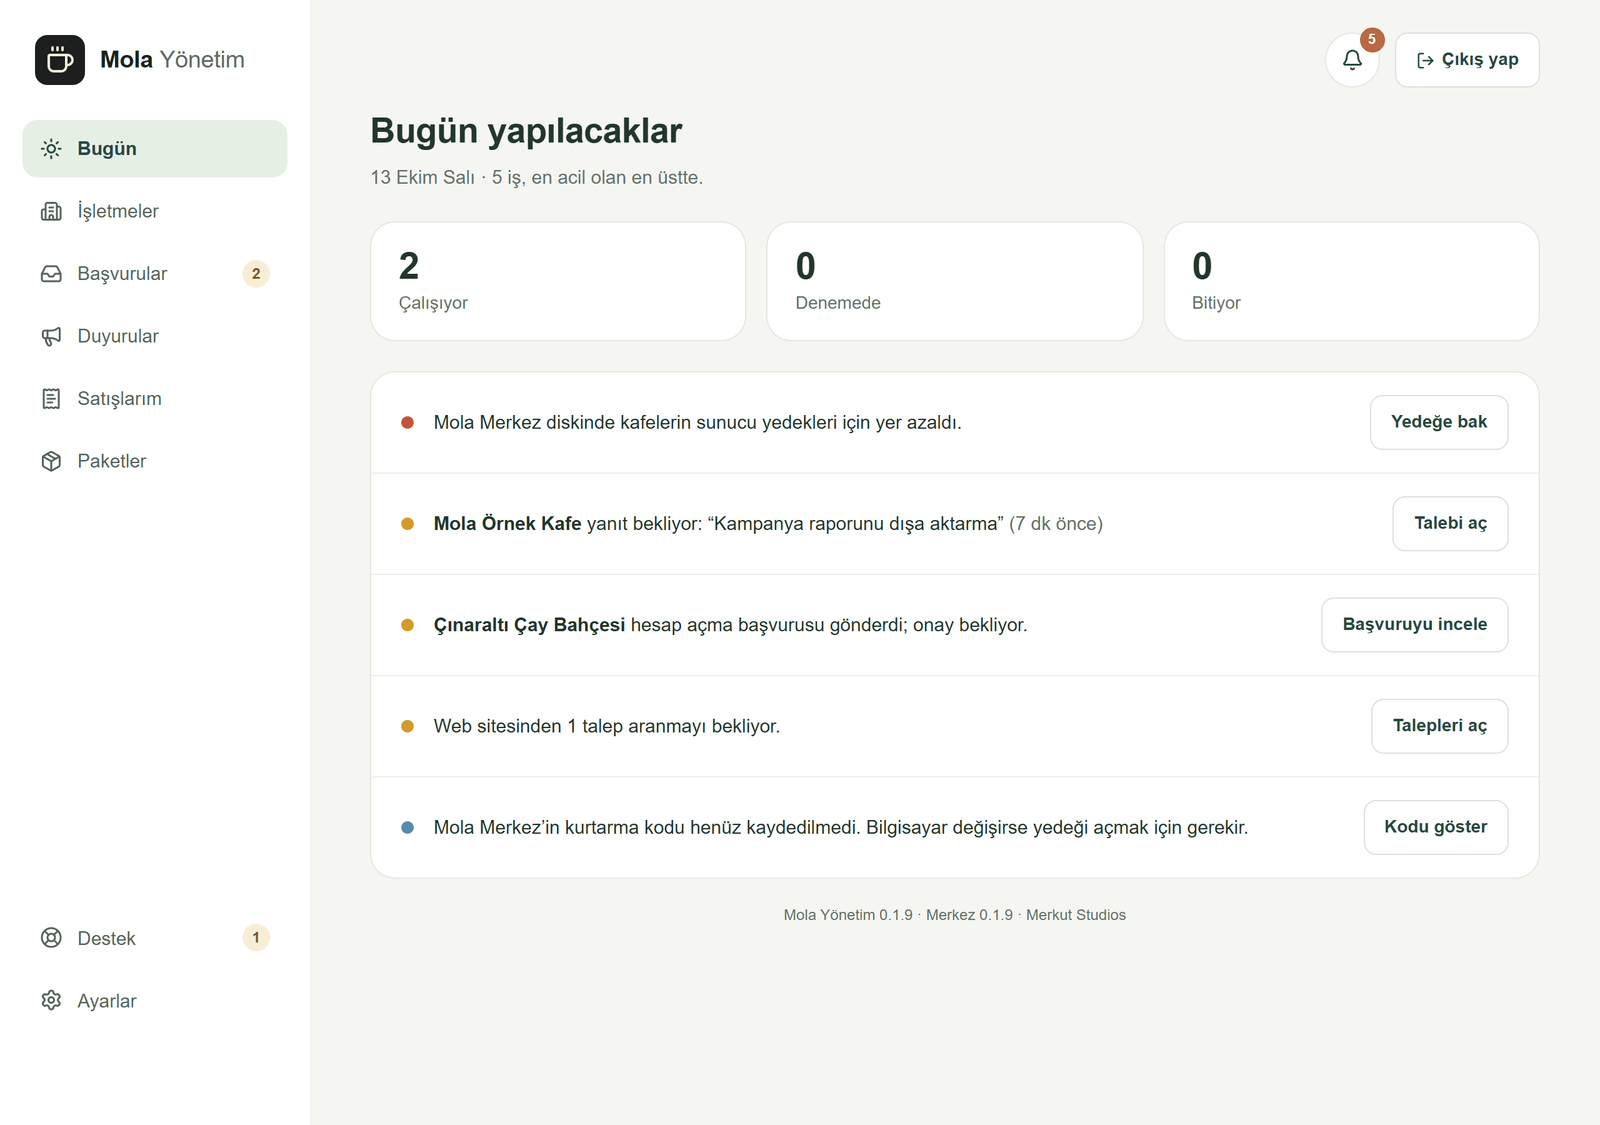 Mola Yönetim
Bugün
İşletmeler
Başvurular 2
Duyurular
Satışlarım
Paketler
Destek 1
Ayarlar
5
Çıkış yap
Bugün yapılacaklar
13 Ekim Salı · 5 iş, en acil olan en üstte.
2
Çalışıyor
0
Denemede
0
Bitiyor
Mola Merkez diskinde kafelerin sunucu yedekleri için yer azaldı.
Yedeğe bak
Mola Örnek Kafe yanıt bekliyor: “Kampanya raporunu dışa aktarma” (7 dk önce)
Talebi aç
Çınaraltı Çay Bahçesi hesap açma başvurusu gönderdi; onay bekliyor.
Başvuruyu incele
Web sitesinden 1 talep aranmayı bekliyor.
Talepleri aç
Mola Merkez’in kurtarma kodu henüz kaydedilmedi. Bilgisayar değişirse yedeği açmak için gerekir.
Kodu göster
Mola Yönetim 0.1.9 · Merkez 0.1.9 · Merkut Studios